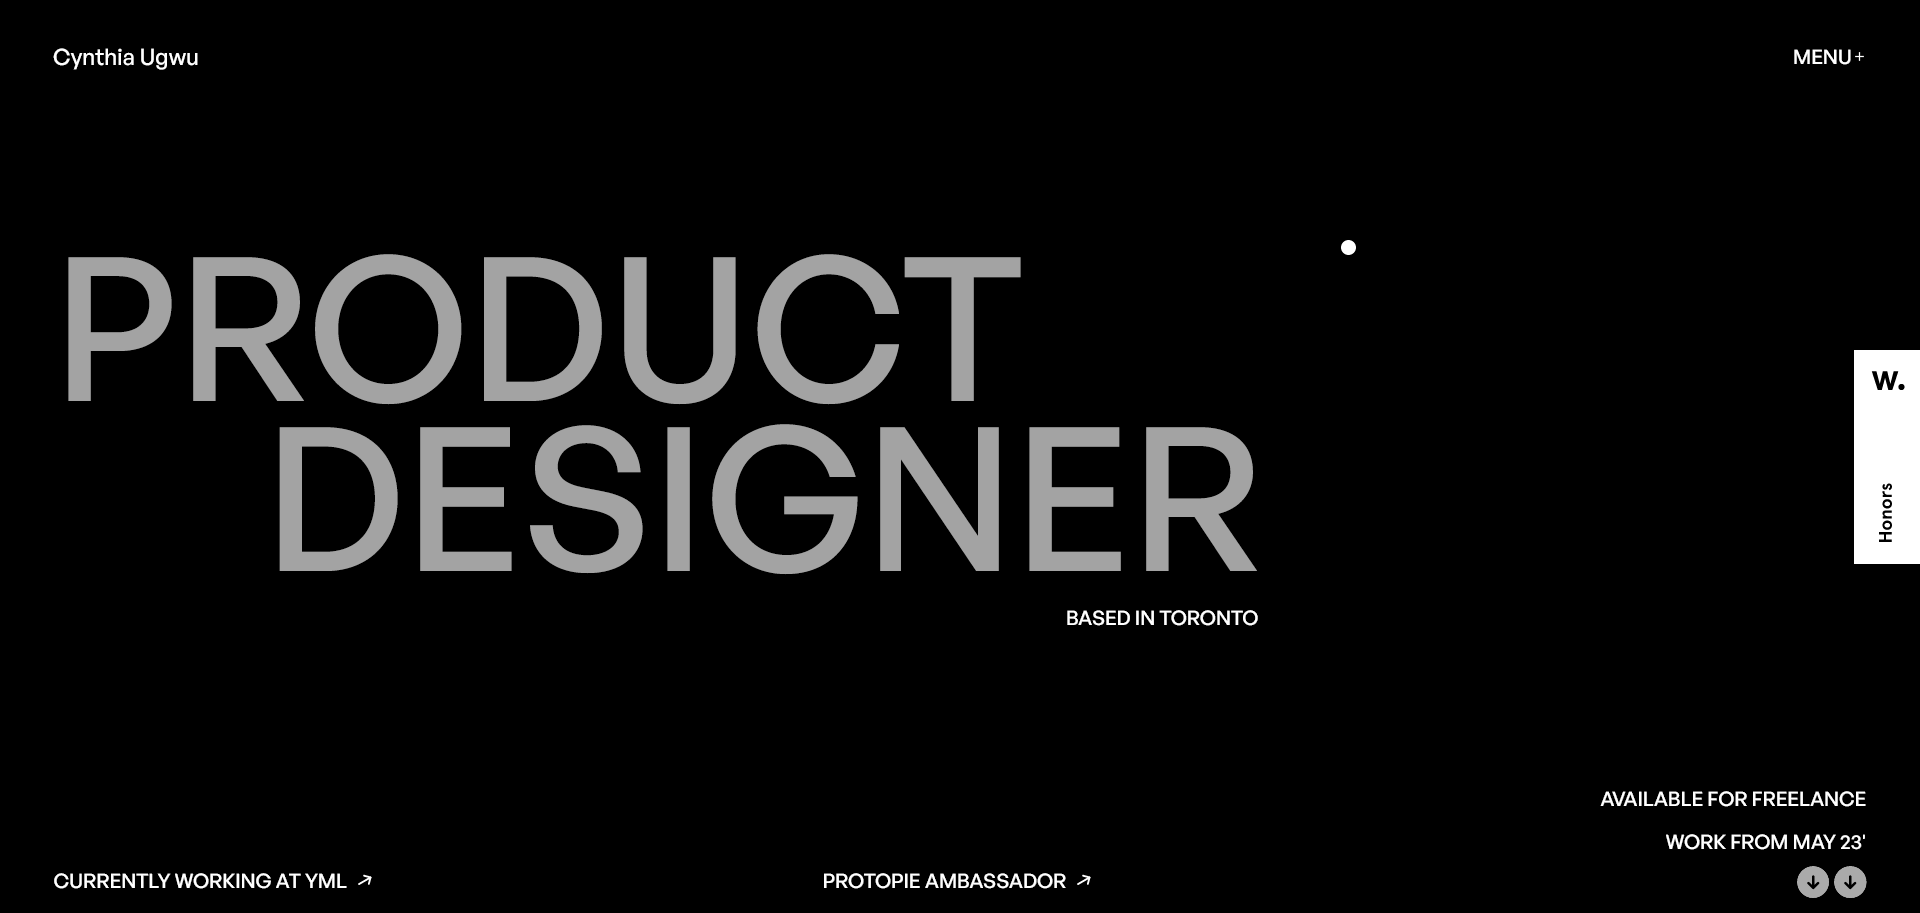 Cynthia Ugwu
MENU+
PRODUCT
DESIGNER
W.
Honors
BASED IN TORONTO
AVAILABLE FOR FREELANCE
WORK FROM MAY 23'
CURRENTLY WORKING AT YML ↗
PROTOPIE AMBASSADOR ↗